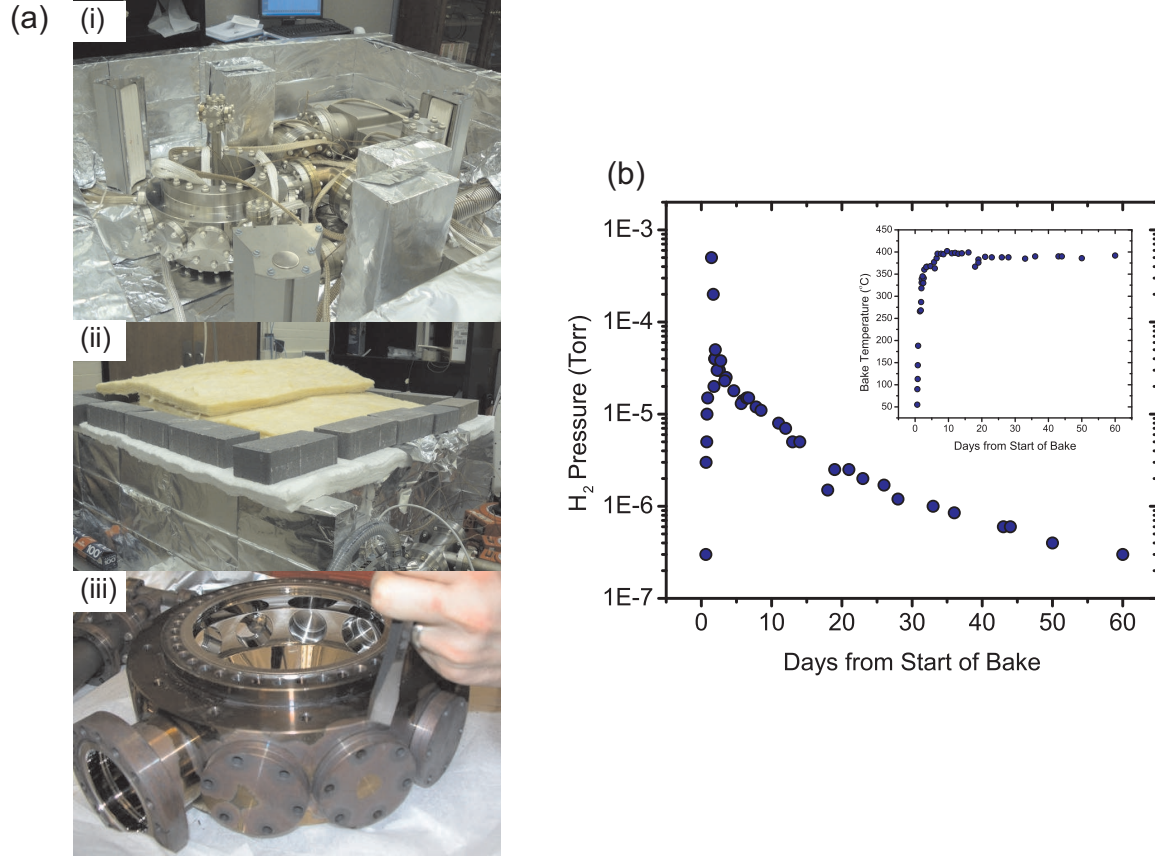 (a)
(i)
(ii)
100
100
(iii)
(b)
H₂ Pressure (Torr)
1E-3
1E-4
1E-5
1E-6
1E-7
0 10 20 30 40 50 60
Days from Start of Bake
Bake Temperature (°C)
450
400
350
300
250
200
150
100
50
0 10 20 30 40 50 60
Days from Start of Bake